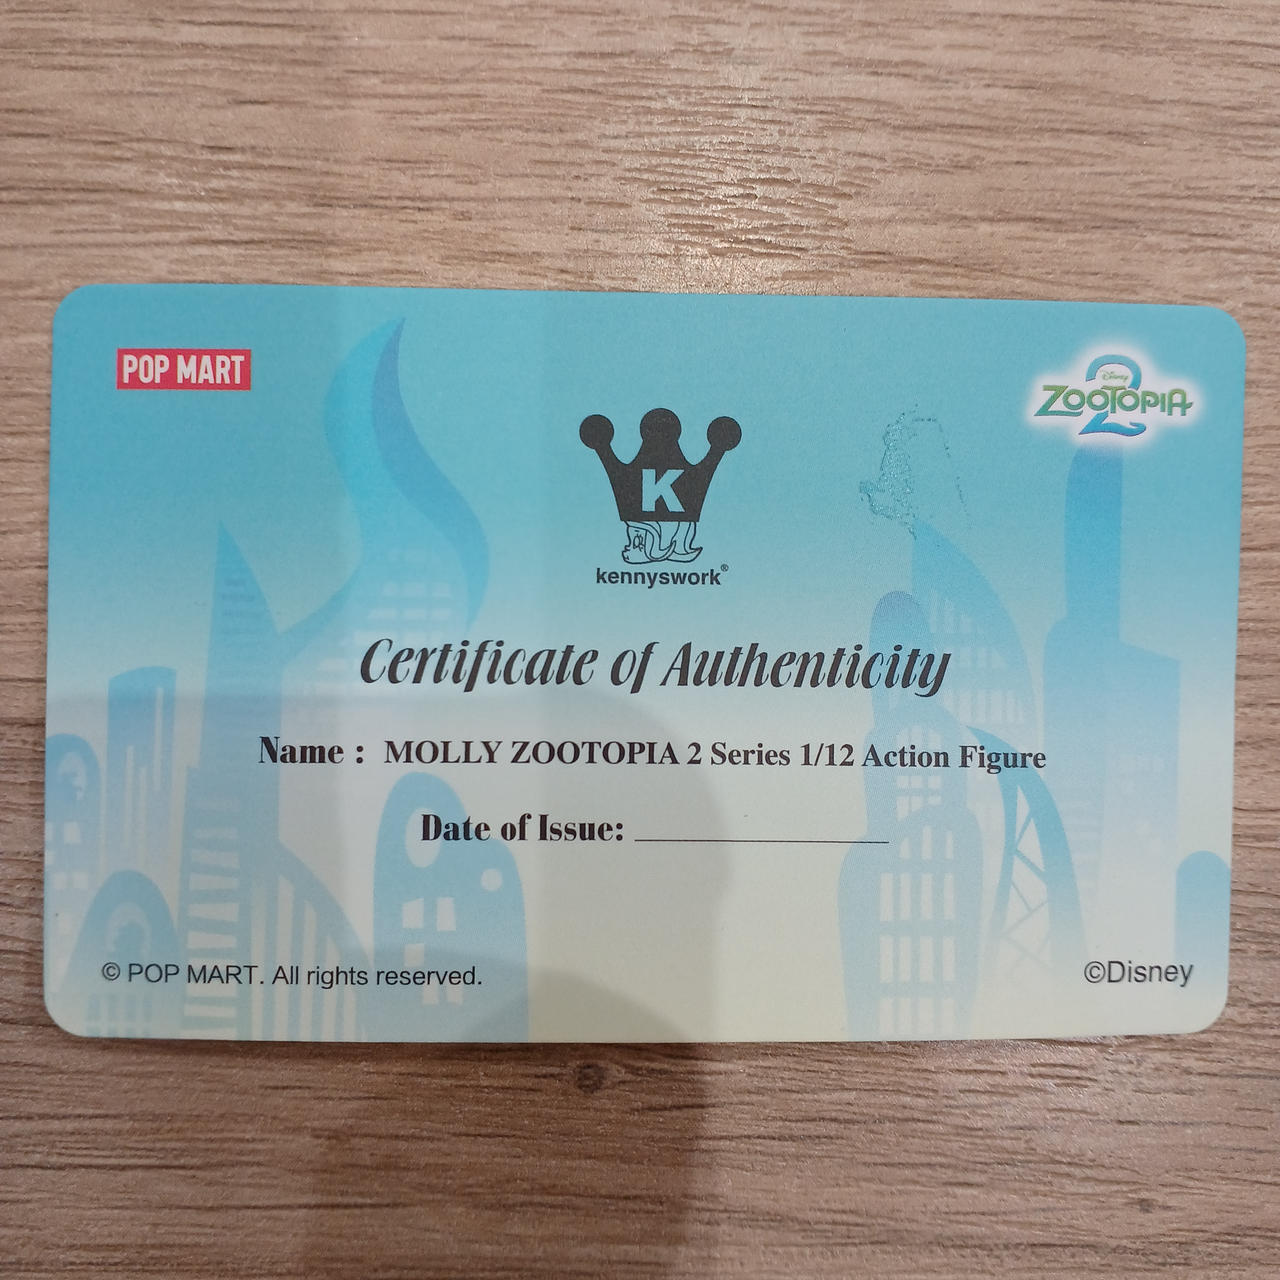 POP MART
Disney
ZOOTOPIA
2
K
kennyswork®
Certificate of Authenticity
Name : MOLLY ZOOTOPIA 2 Series 1/12 Action Figure
Date of Issue: ____________________
© POP MART. All rights reserved.
©Disney